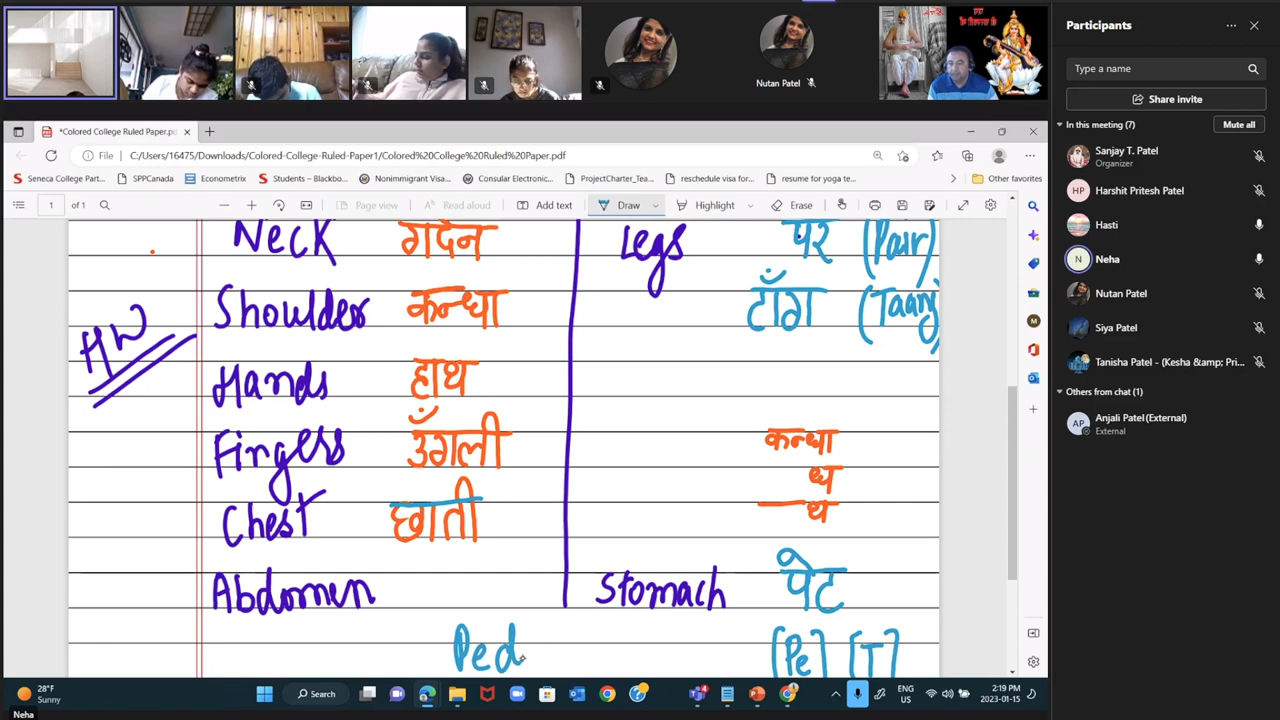 Nutan Patel
Participants
Type a name
Share invite
In this meeting (7)
Mute all
Sanjay T. Patel
Organizer
HP
Harshit Pritesh Patel
Hasti
N
Neha
Nutan Patel
Siya Patel
Tanisha Patel - (Kesha &amp; Pri...
Others from chat (1)
AP
Anjali Patel(External)
External
*Colored College Ruled Paper.pd
File
C:/Users/16475/Downloads/Colored-College-Ruled-Paper1/Colored%20College%20Ruled%20Paper.pdf
Seneca College Part...
SPPCanada
Econometrix
Students – Blackbo...
Nonimmigrant Visa...
Consular Electronic...
ProjectCharter_Tea...
reschedule visa for...
resume for yoga te...
Other favorites
1 of 1
Page view
Read aloud
Add text
Draw
Highlight
Erase
Neck गर्दन Legs पैर (Pair)
Shoulder कन्धा टाँग (Taang)
HW
Hands हाथ
Fingers उँगली कन्धा
ध
Chest छाती थ
Abdomen Stomach पेट
Ped [Pe] [T]
28°F
Sunny
Search
ENG
US
2:19 PM
2023-01-15
Neha